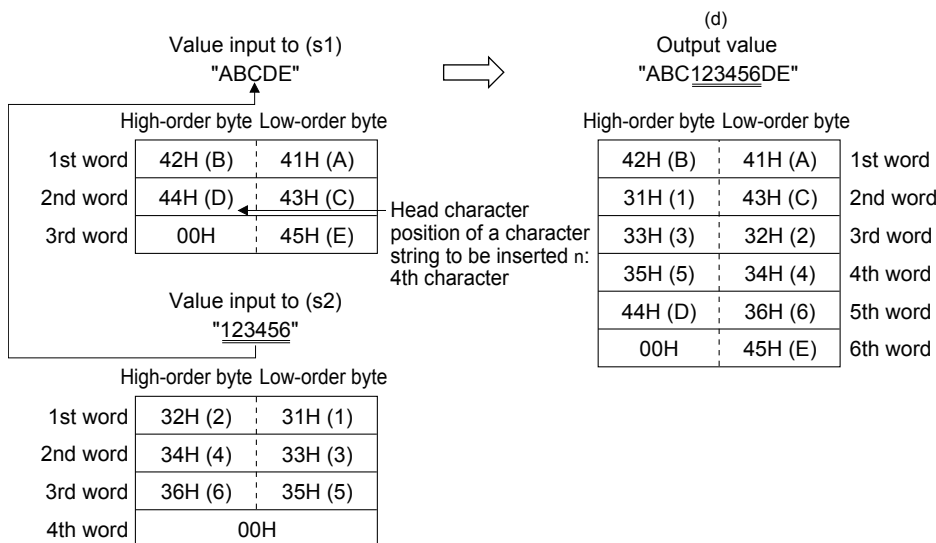 Value input to (s1)
"ABCDE"
High-order byte Low-order byte
1st word 42H (B) 41H (A)
2nd word 44H (D) 43H (C)
3rd word 00H 45H (E)
Head character
position of a character
string to be inserted n:
4th character
Value input to (s2)
"123456"
High-order byte Low-order byte
1st word 32H (2) 31H (1)
2nd word 34H (4) 33H (3)
3rd word 36H (6) 35H (5)
4th word 00H
(d)
Output value
"ABC123456DE"
High-order byte Low-order byte
42H (B) 41H (A) 1st word
31H (1) 43H (C) 2nd word
33H (3) 32H (2) 3rd word
35H (5) 34H (4) 4th word
44H (D) 36H (6) 5th word
00H 45H (E) 6th word